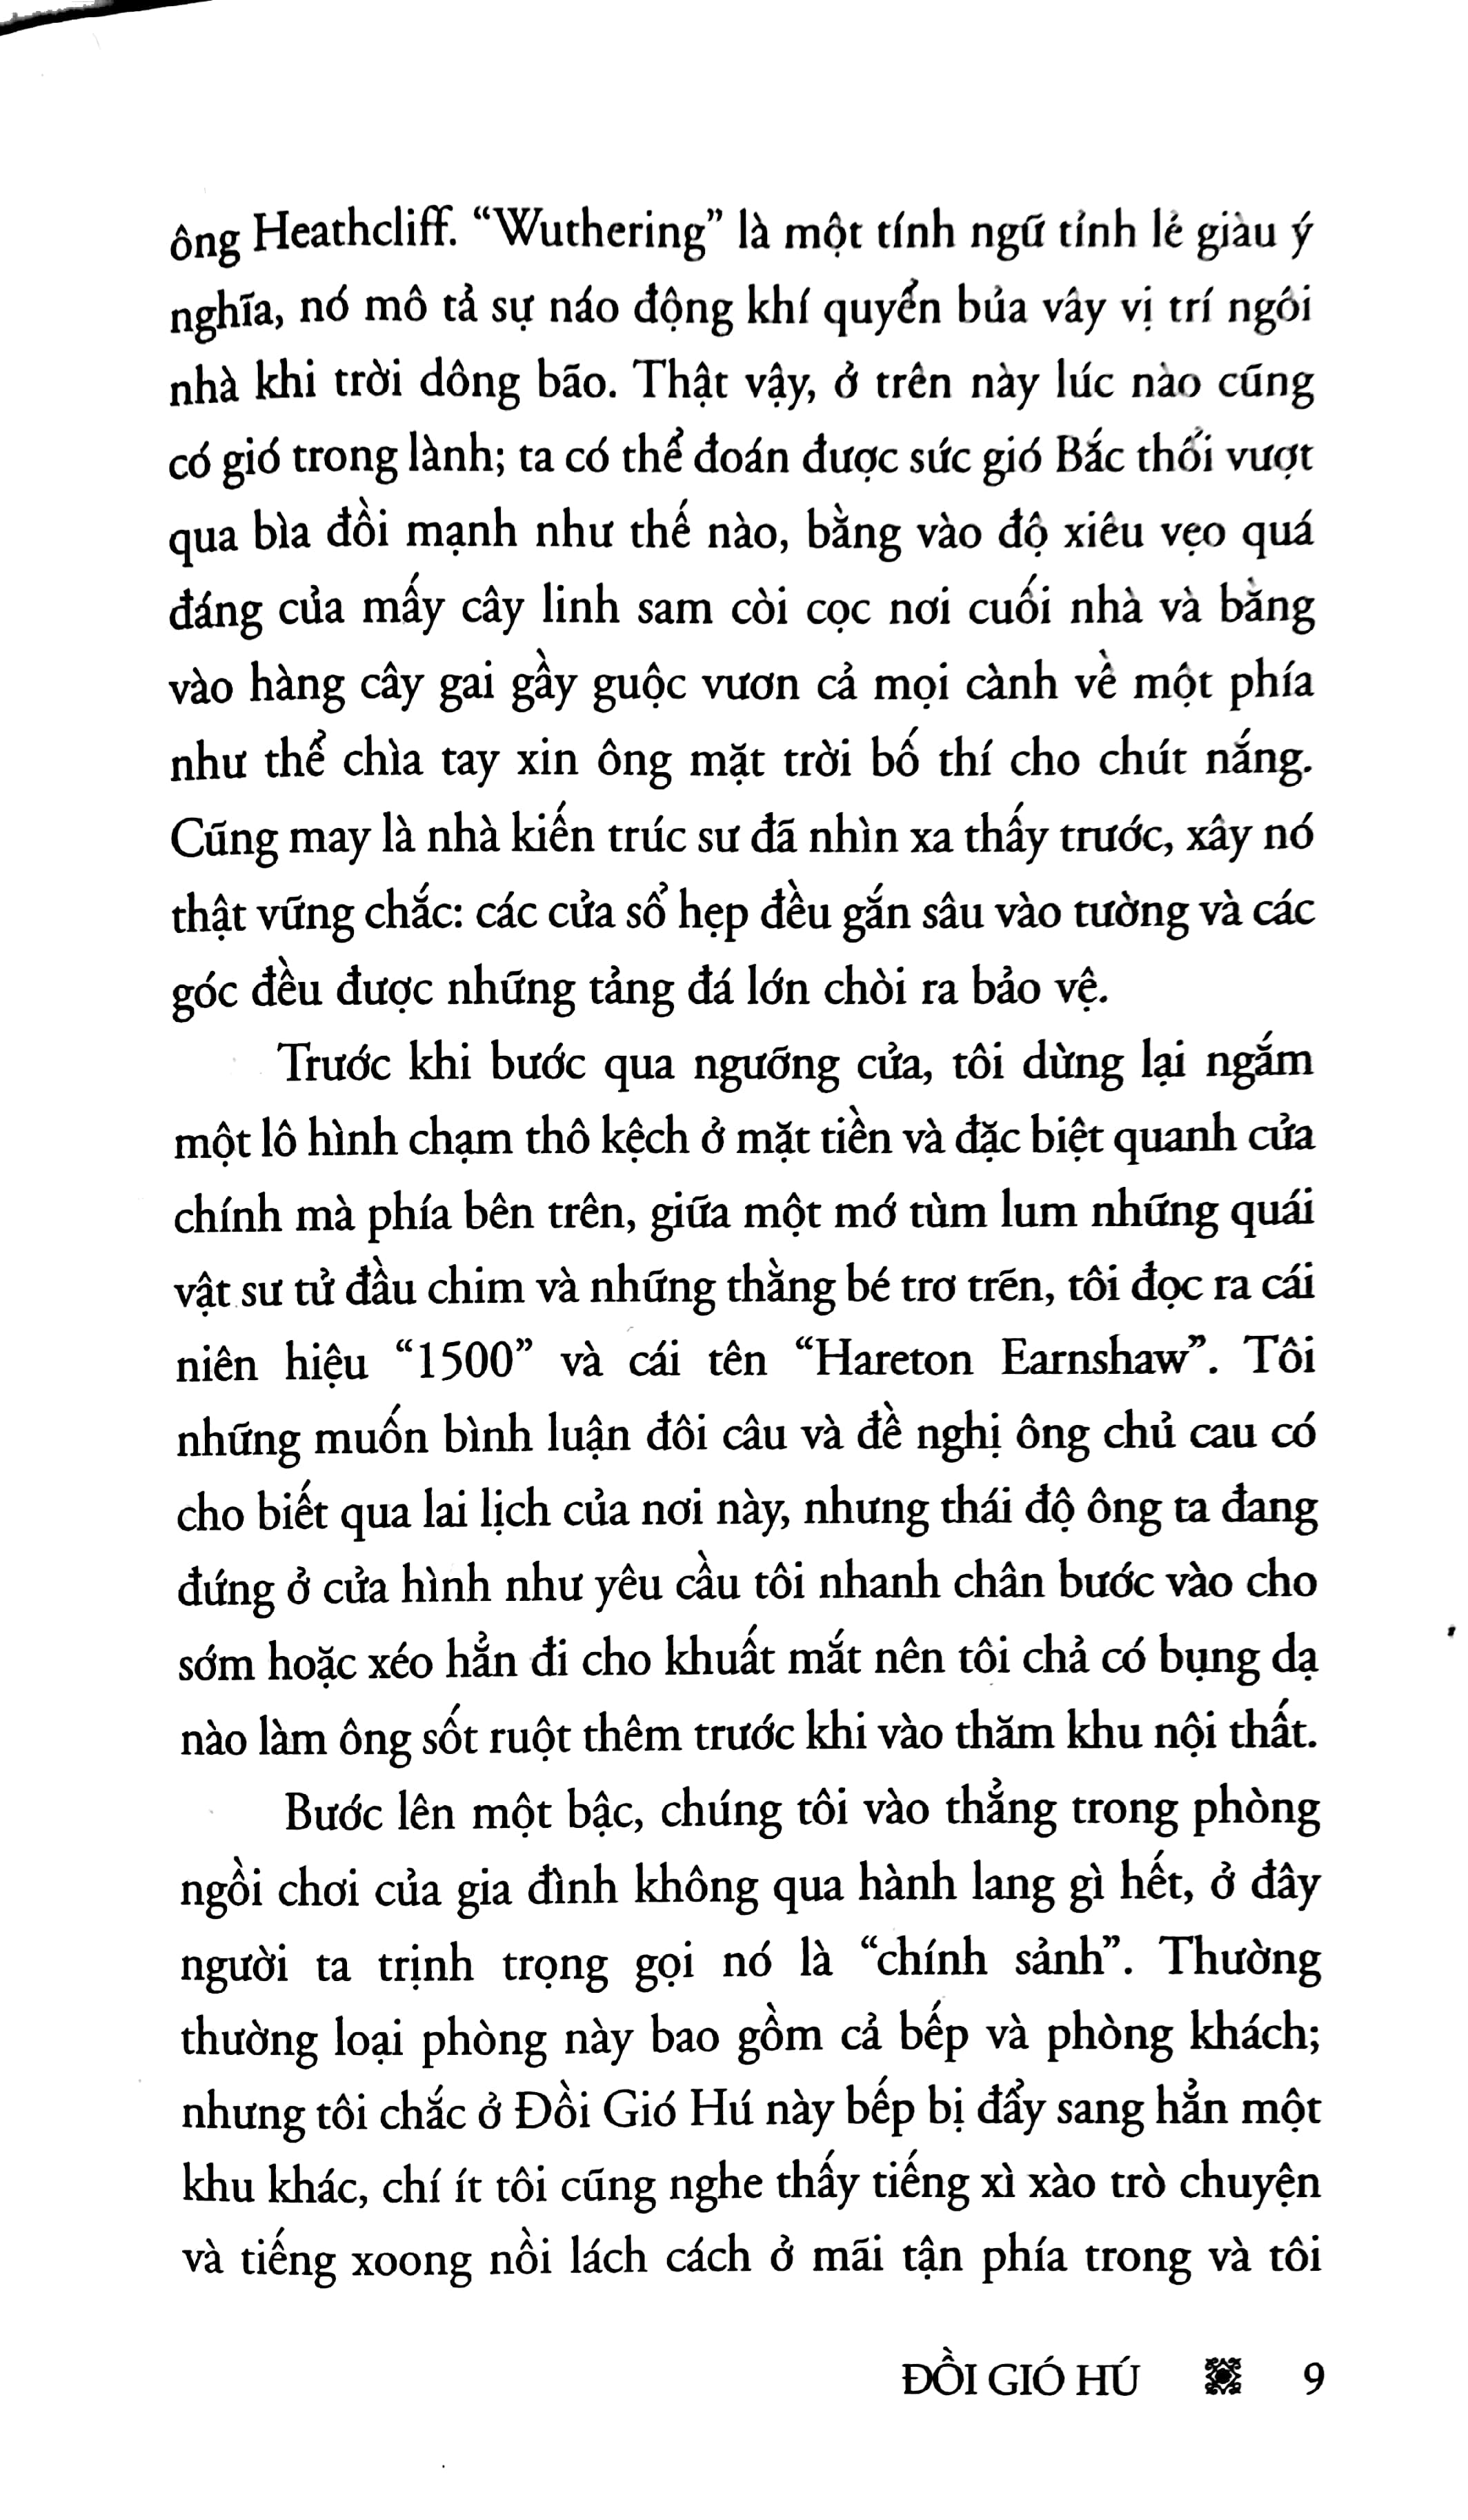 ông Heathcliff. “Wuthering” là một tính ngữ tỉnh lẻ giàu ý
nghĩa, nó mô tả sự náo động khí quyển bủa vây vị trí ngôi
nhà khi trời dông bão. Thật vậy, ở trên này lúc nào cũng
có gió trong lành; ta có thể đoán được sức gió Bắc thổi vượt
qua bìa đồi mạnh như thế nào, bằng vào độ xiêu vẹo quá
đáng của mấy cây linh sam còi cọc nơi cuối nhà và bằng
vào hàng cây gai gầy guộc vươn cả mọi cành về một phía
như thể chìa tay xin ông mặt trời bố thí cho chút nắng.
Cũng may là nhà kiến trúc sư đã nhìn xa thấy trước, xây nó
thật vững chắc: các cửa sổ hẹp đều gắn sâu vào tường và các
góc đều được những tảng đá lớn chòi ra bảo vệ.
Trước khi bước qua ngưỡng cửa, tôi dừng lại ngắm
một lô hình chạm thô kệch ở mặt tiền và đặc biệt quanh cửa
chính mà phía bên trên, giữa một mớ tùm lum những quái
vật sư tử đầu chim và những thằng bé trơ trẽn, tôi đọc ra cái
niên hiệu “1500” và cái tên “Hareton Earnshaw”. Tôi
những muốn bình luận đôi câu và đề nghị ông chủ cau có
cho biết qua lai lịch của nơi này, nhưng thái độ ông ta đang
đứng ở cửa hình như yêu cầu tôi nhanh chân bước vào cho
sớm hoặc xéo hẳn đi cho khuất mắt nên tôi chả có bụng dạ
nào làm ông sốt ruột thêm trước khi vào thăm khu nội thất.
Bước lên một bậc, chúng tôi vào thẳng trong phòng
ngồi chơi của gia đình không qua hành lang gì hết, ở đây
người ta trịnh trọng gọi nó là “chính sảnh”. Thường
thường loại phòng này bao gồm cả bếp và phòng khách;
nhưng tôi chắc ở Đồi Gió Hú này bếp bị đẩy sang hẳn một
khu khác, chí ít tôi cũng nghe thấy tiếng xì xào trò chuyện
và tiếng xoong nồi lách cách ở mãi tận phía trong và tôi
ĐỒI GIÓ HÚ 9